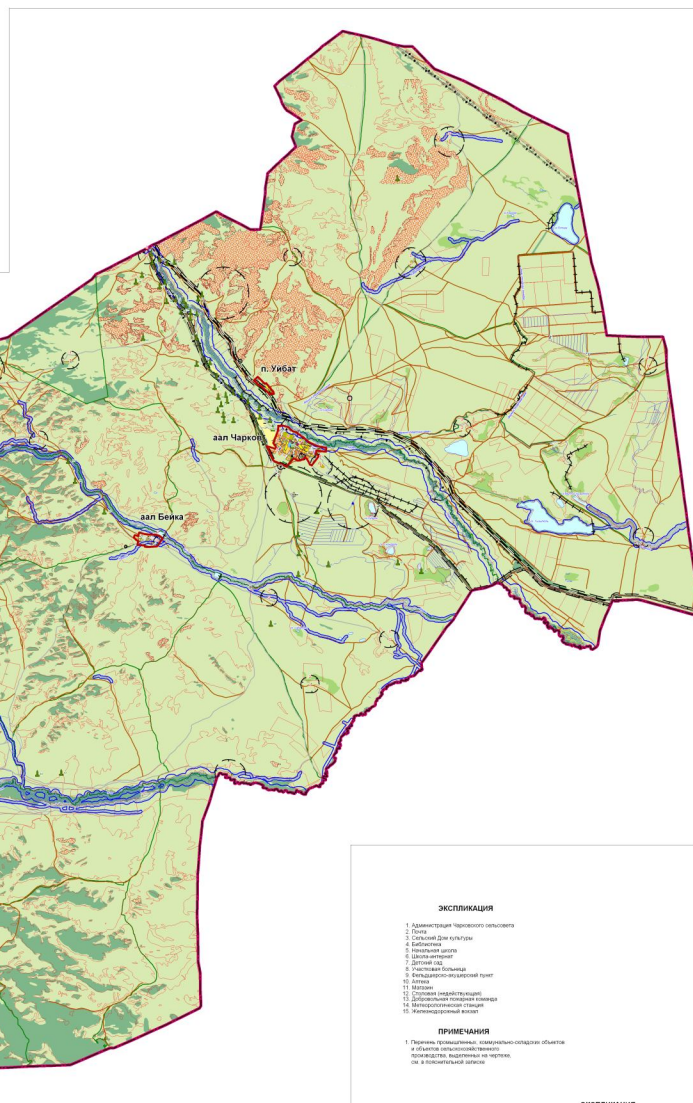 п. Уйбат
аал Чарков
аал Бейка
ЭКСПЛИКАЦИЯ
1. Администрация Чарковского сельсовета
2. Почта
3. Сельский Дом культуры
4. Библиотека
5. Начальная школа
6. Школа-интернат
7. Детский сад
8. Участковая больница
9. Фельдшерско-акушерский пункт
10. Аптека
11. Магазин
12. Столовая (недействующая)
13. Добровольная пожарная команда
14. Метеорологическая станция
15. Железнодорожный вокзал
ПРИМЕЧАНИЯ
1. Перечень промышленных, коммунально-складских объектов
и объектов сельскохозяйственного
производства, выделенных на чертеже,
см. в пояснительной записке